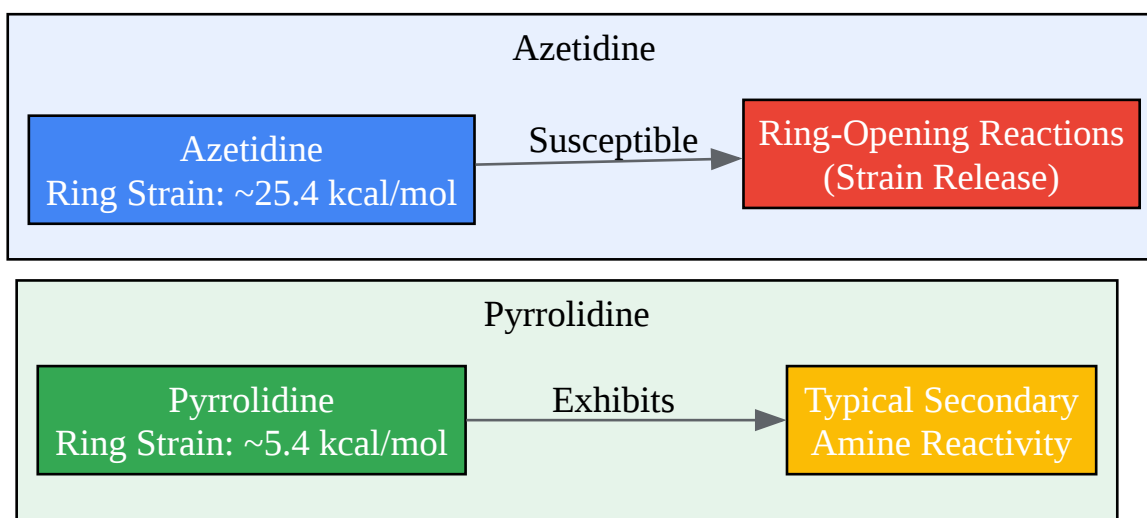 Azetidine
Azetidine
Ring Strain: ~25.4 kcal/mol
Susceptible
Ring-Opening Reactions
(Strain Release)
Pyrrolidine
Pyrrolidine
Ring Strain: ~5.4 kcal/mol
Exhibits
Typical Secondary
Amine Reactivity